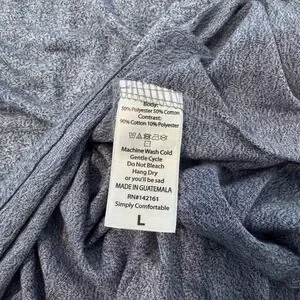 Body:
50% Polyester 50% Cotton
Contrast:
90% Cotton 10% Polyester
Machine Wash Cold
Gentle Cycle
Do Not Bleach
Hang Dry
or you'll be sad
MADE IN GUATEMALA
RN#142161
Simply Comfortable
L